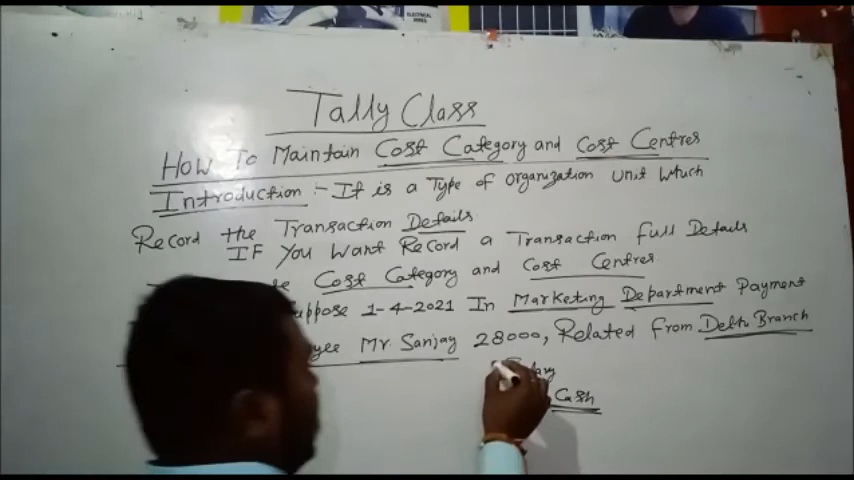 ELECTRICAL WIRES
Tally Class
How To Maintain Cost Category and Cost Centres
Introduction :- It is a Type of organization unit which
Record the Transaction Details
IF You Want Record a Transaction Full Details
Cost Category and Cost Centres
1-4-2021 In Marketing Department Payment
Mr. Sanjay 28000, Related From Delhi Branch
Cash